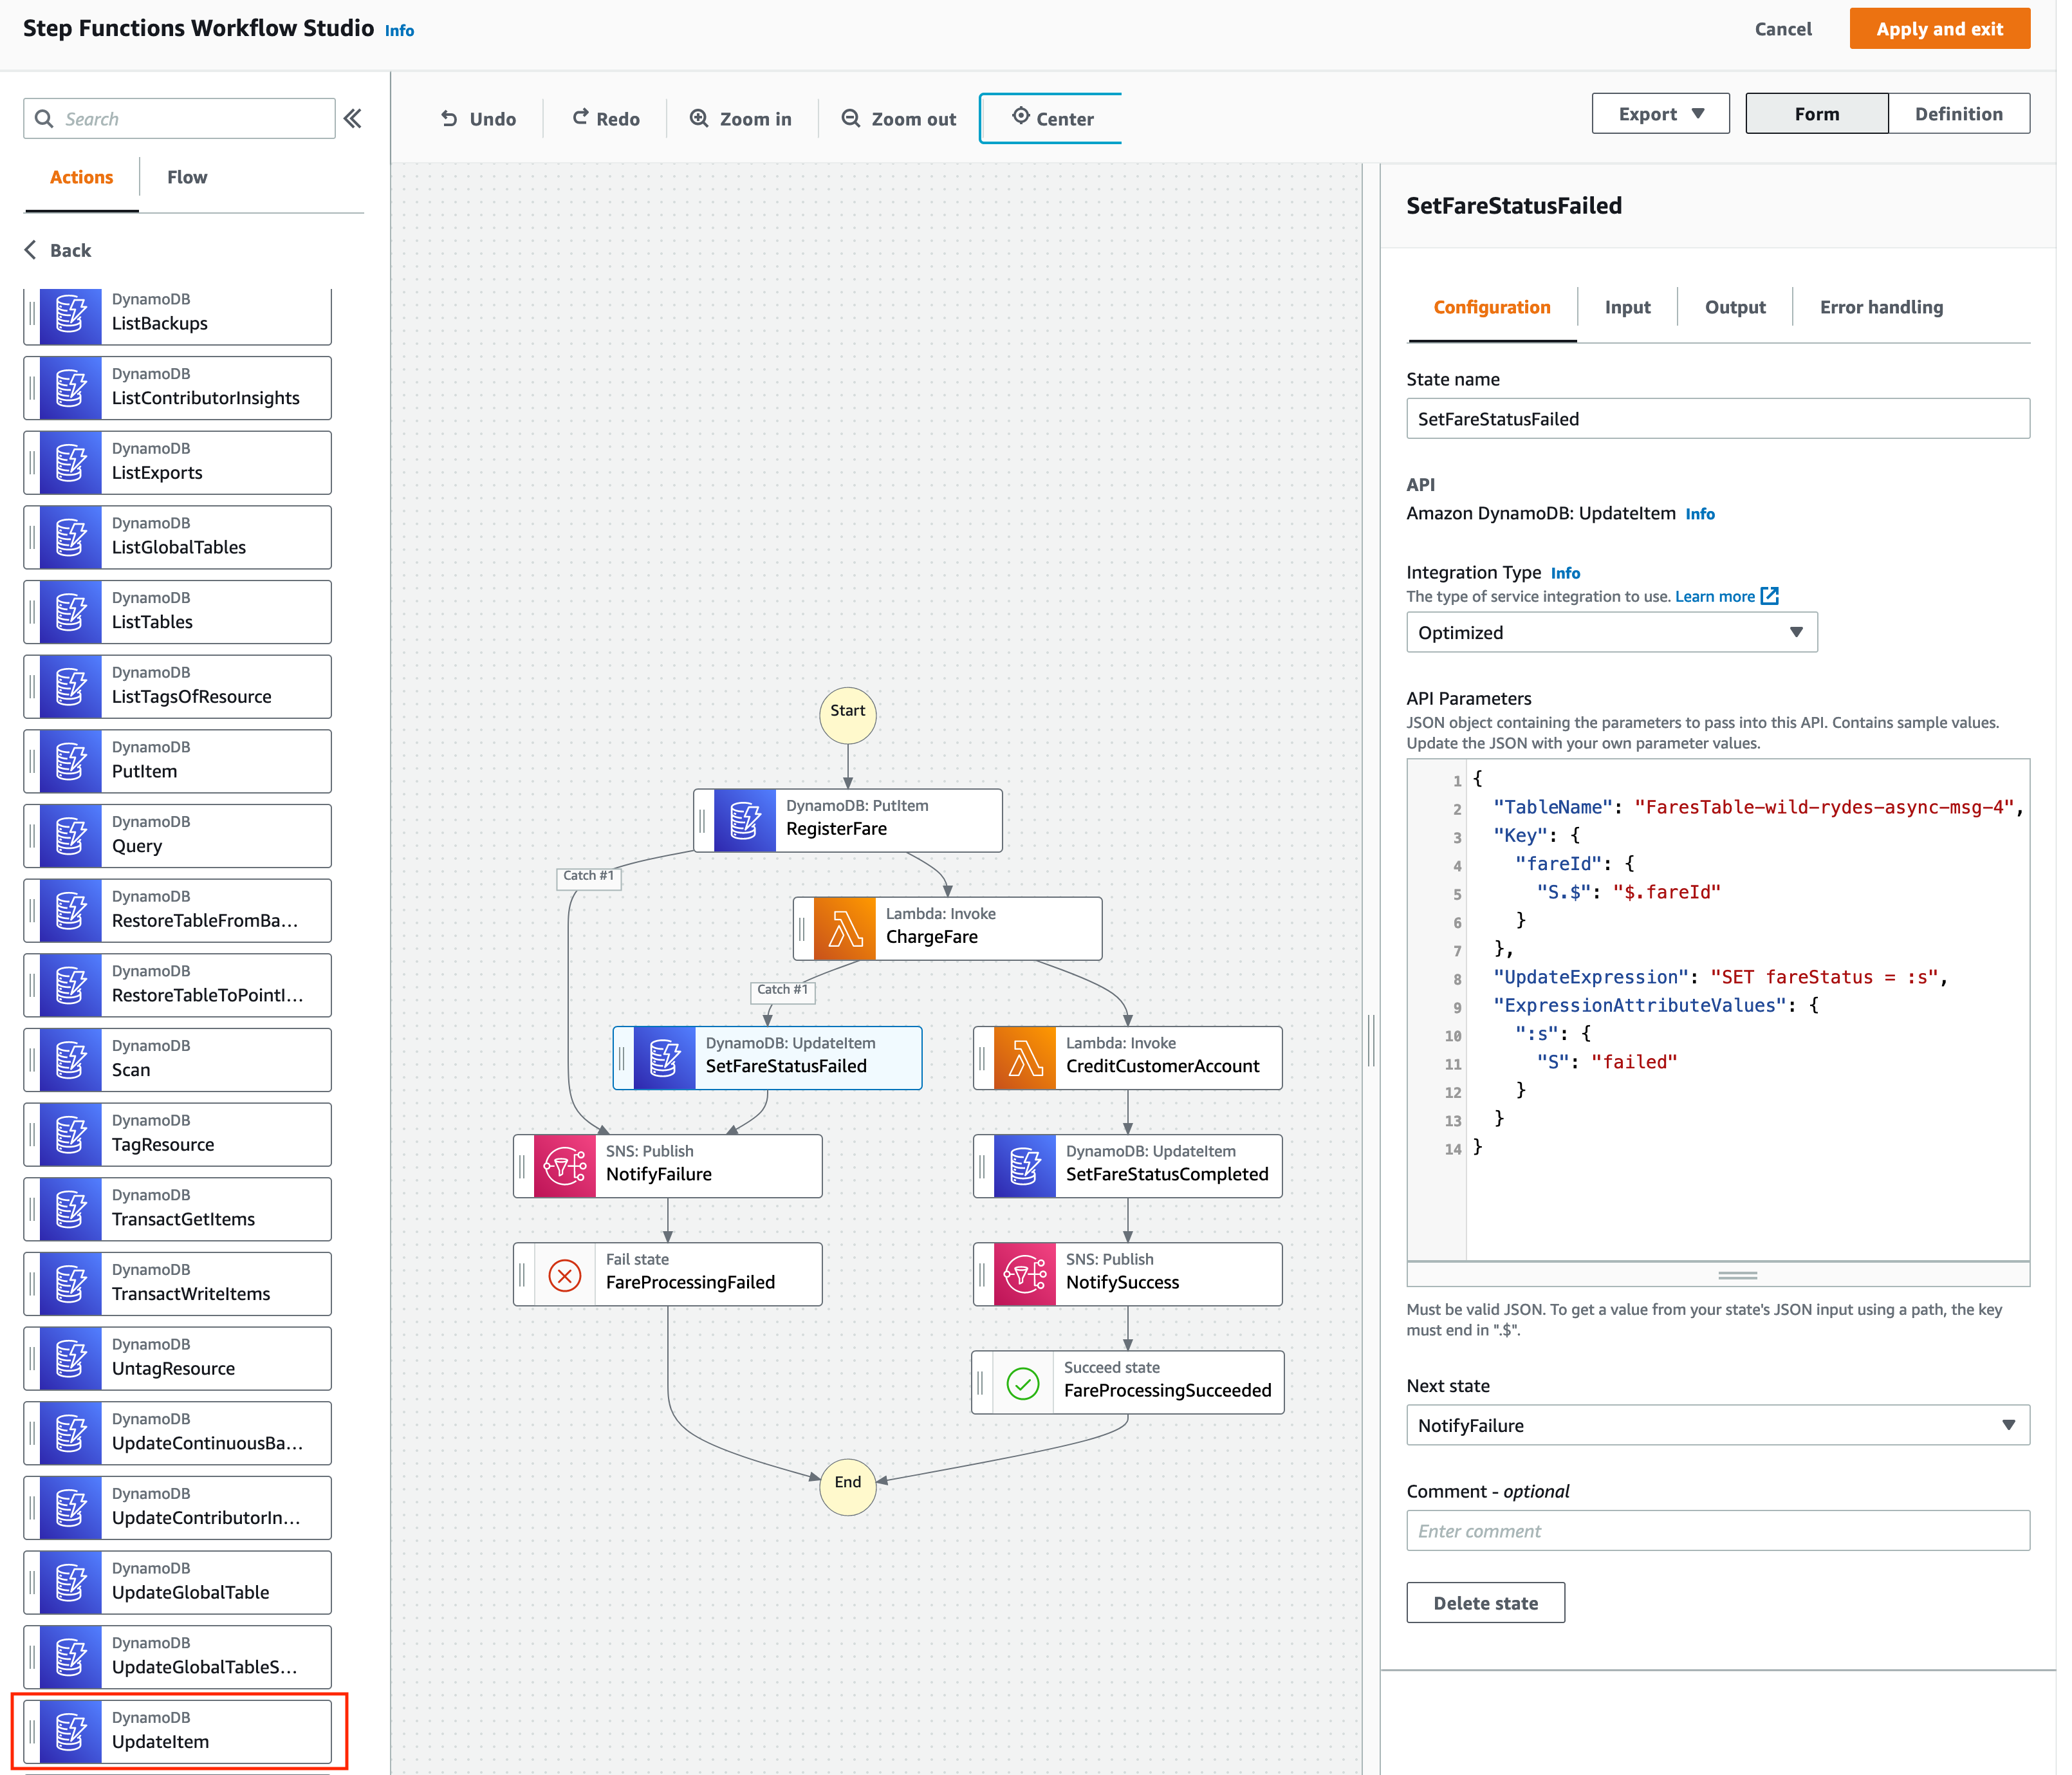 Step Functions Workflow Studio Info
Cancel
Apply and exit
Search
Actions
Flow
Back
DynamoDB
ListBackups
DynamoDB
ListContributorInsights
DynamoDB
ListExports
DynamoDB
ListGlobalTables
DynamoDB
ListTables
DynamoDB
ListTagsOfResource
DynamoDB
PutItem
DynamoDB
Query
DynamoDB
RestoreTableFromBa...
DynamoDB
RestoreTableToPointI...
DynamoDB
Scan
DynamoDB
TagResource
DynamoDB
TransactGetItems
DynamoDB
TransactWriteItems
DynamoDB
UntagResource
DynamoDB
UpdateContinuousBa...
DynamoDB
UpdateContributorIn...
DynamoDB
UpdateGlobalTable
DynamoDB
UpdateGlobalTableS...
DynamoDB
UpdateItem
Undo
Redo
Zoom in
Zoom out
Center
Export
Form
Definition
Start
DynamoDB: PutItem
RegisterFare
Catch #1
Lambda: Invoke
ChargeFare
Catch #1
DynamoDB: UpdateItem
SetFareStatusFailed
Lambda: Invoke
CreditCustomerAccount
SNS: Publish
NotifyFailure
DynamoDB: UpdateItem
SetFareStatusCompleted
Fail state
FareProcessingFailed
SNS: Publish
NotifySuccess
Succeed state
FareProcessingSucceeded
End
SetFareStatusFailed
Configuration
Input
Output
Error handling
State name
SetFareStatusFailed
API
Amazon DynamoDB: UpdateItem Info
Integration Type Info
The type of service integration to use. Learn more
Optimized
API Parameters
JSON object containing the parameters to pass into this API. Contains sample values.
Update the JSON with your own parameter values.
1 {
2 "TableName": "FaresTable-wild-rydes-async-msg-4",
3 "Key": {
4 "fareId": {
5 "S.$": "$.fareId"
6 }
7 },
8 "UpdateExpression": "SET fareStatus = :s",
9 "ExpressionAttributeValues": {
10 ":s": {
11 "S": "failed"
12 }
13 }
14 }
Must be valid JSON. To get a value from your state's JSON input using a path, the key
must end in ".$".
Next state
NotifyFailure
Comment - optional
Enter comment
Delete state